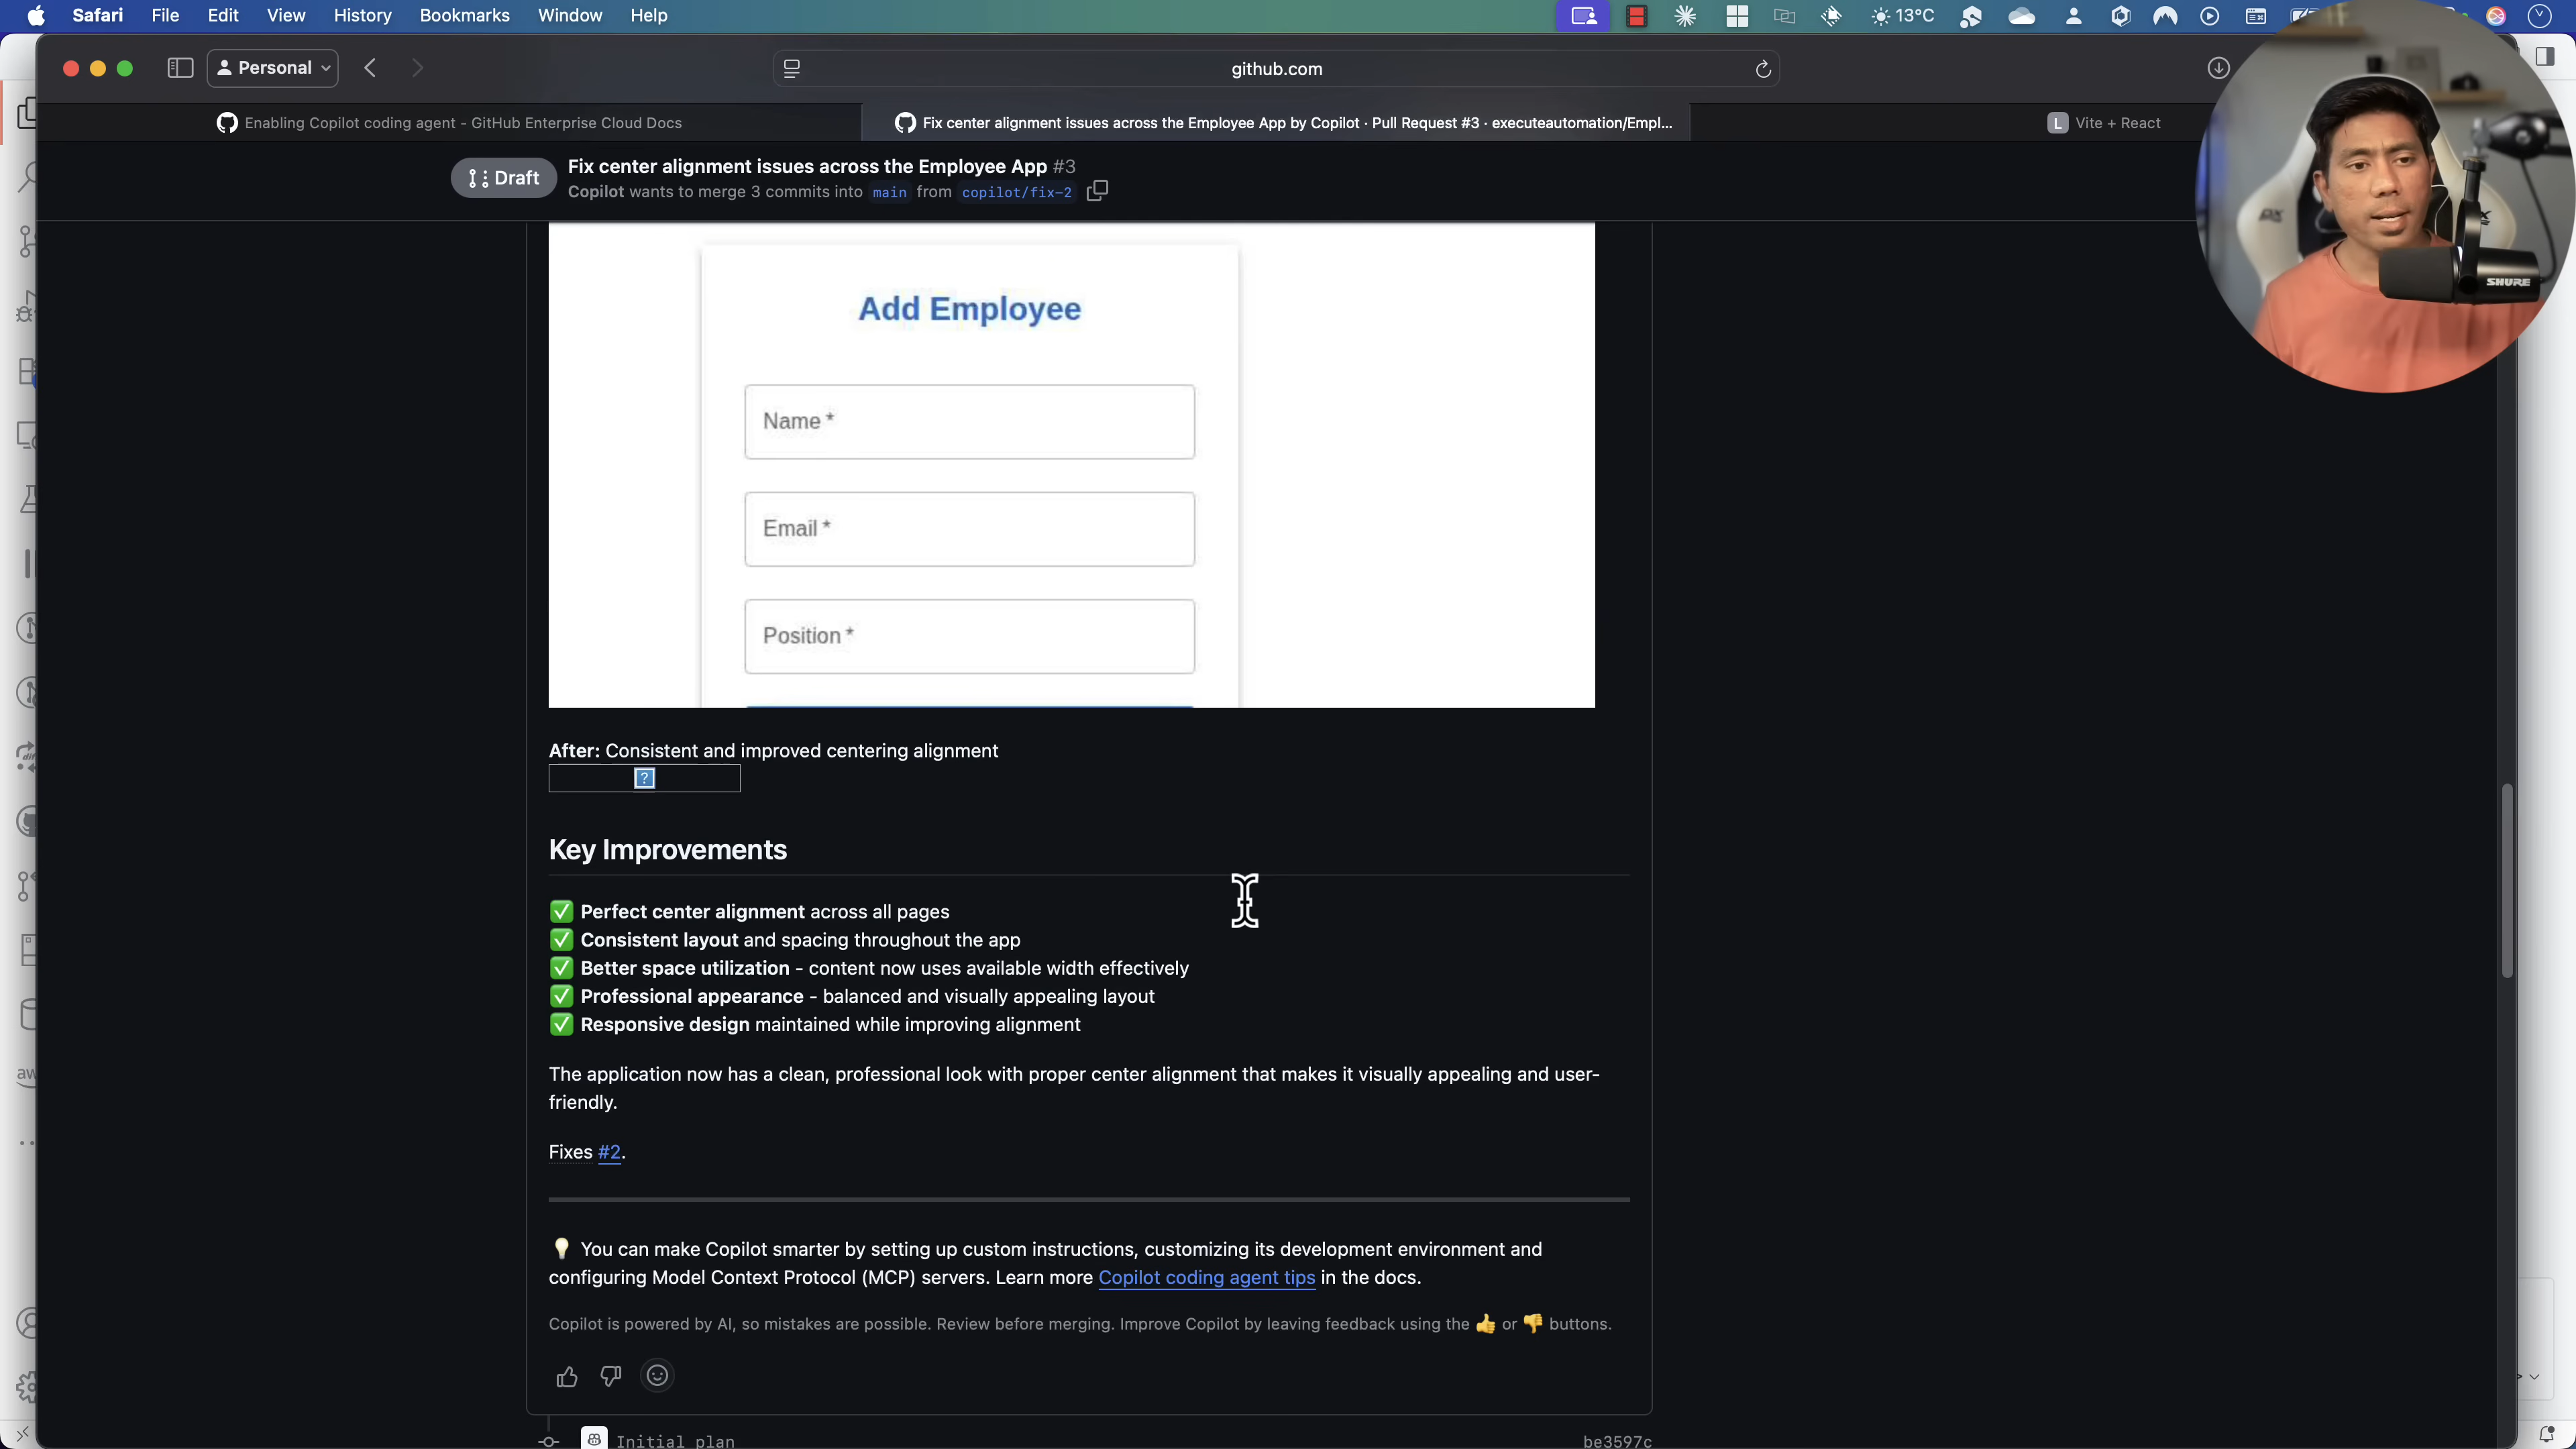 Safari File Edit View History Bookmarks Window Help
13°C
Personal
github.com
Enabling Copilot coding agent - GitHub Enterprise Cloud Docs
Fix center alignment issues across the Employee App by Copilot · Pull Request #3 · executeautomation/Empl...
L Vite + React
Draft
Fix center alignment issues across the Employee App #3
Copilot wants to merge 3 commits into main from copilot/fix-2
SHURE
Add Employee
Name *
Email *
Position *
After: Consistent and improved centering alignment
?
Key Improvements
Perfect center alignment across all pages
Consistent layout and spacing throughout the app
Better space utilization - content now uses available width effectively
Professional appearance - balanced and visually appealing layout
Responsive design maintained while improving alignment
The application now has a clean, professional look with proper center alignment that makes it visually appealing and user-
friendly.
Fixes #2.
💡 You can make Copilot smarter by setting up custom instructions, customizing its development environment and
configuring Model Context Protocol (MCP) servers. Learn more Copilot coding agent tips in the docs.
Copilot is powered by AI, so mistakes are possible. Review before merging. Improve Copilot by leaving feedback using the 👍 or 👎 buttons.
Initial plan be3597c